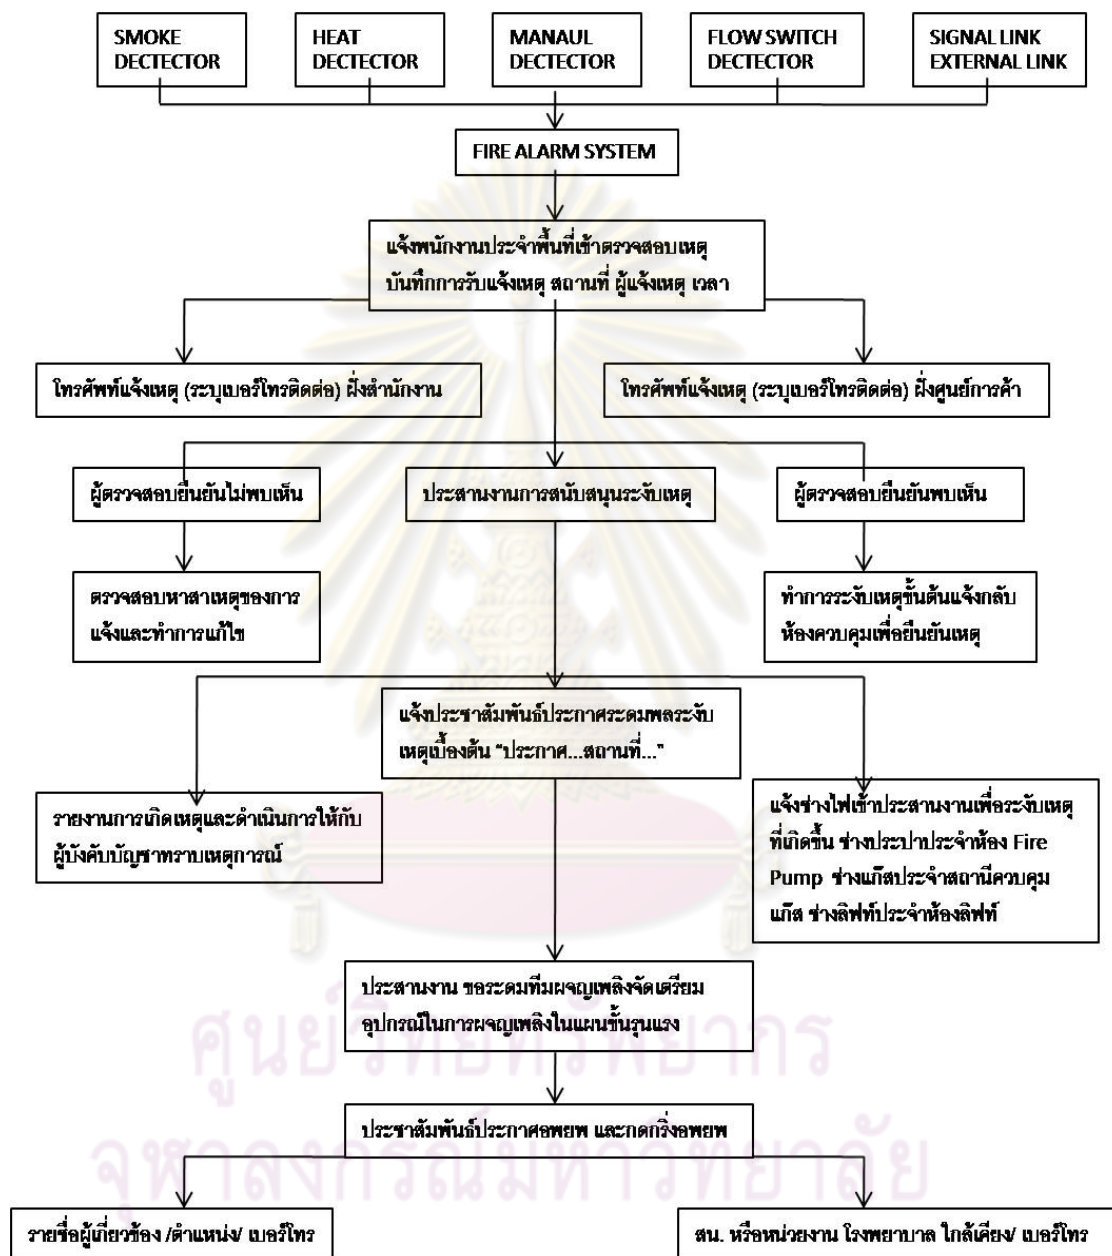 SMOKE
DECTECTOR
HEAT
DECTECTOR
MANAUL
DECTECTOR
FLOW SWITCH
DECTECTOR
SIGNAL LINK
EXTERNAL LINK
FIRE ALARM SYSTEM
แจ้งพนักงานประจำพื้นที่เข้าตรวจสอบเหตุ
บันทึกการรับแจ้งเหตุ สถานที่ ผู้แจ้งเหตุ เวลา
โทรศัพท์แจ้งเหตุ (ระบุเบอร์โทรติดต่อ) ฝั่งสำนักงาน
โทรศัพท์แจ้งเหตุ (ระบุเบอร์โทรติดต่อ) ฝั่งศูนย์การค้า
ผู้ตรวจสอบยืนยันไม่พบเห็น
ประสานงานการสนับสนุนระงับเหตุ
ผู้ตรวจสอบยืนยันพบเห็น
ตรวจสอบหาสาเหตุของการ
แจ้งและทำการแก้ไข
ทำการระงับเหตุขั้นต้นแจ้งกลับ
ห้องควบคุมเพื่อยืนยันเหตุ
แจ้งประชาสัมพันธ์ประกาศระดมพลระงับ
เหตุเบื้องต้น “ประกาศ...สถานที่...”
รายงานการเกิดเหตุและดำเนินการให้กับ
ผู้บังคับบัญชาทราบเหตุการณ์
แจ้งช่างไฟเข้าประสานงานเพื่อระงับเหตุ
ที่เกิดขึ้น ช่างประปาประจำห้อง Fire
Pump ช่างแก๊สประจำสถานีควบคุม
แก๊ส ช่างลิฟท์ประจำห้องลิฟท์
ประสานงาน ขอระดมทีมผจญเพลิงจัดเตรียม
อุปกรณ์ในการผจญเพลิงในแผนขั้นรุนแรง
ศูนย์วิทยทรัพยากร
ประชาสัมพันธ์ประกาศอพยพ และกดกริ่งอพยพ
จุฬาลงกรณ์มหาวิทยาลัย
รายชื่อผู้เกี่ยวข้อง /ตำแหน่ง/ เบอร์โทร
สน. หรือหน่วยงาน โรงพยาบาล ใกล้เคียง/ เบอร์โทร